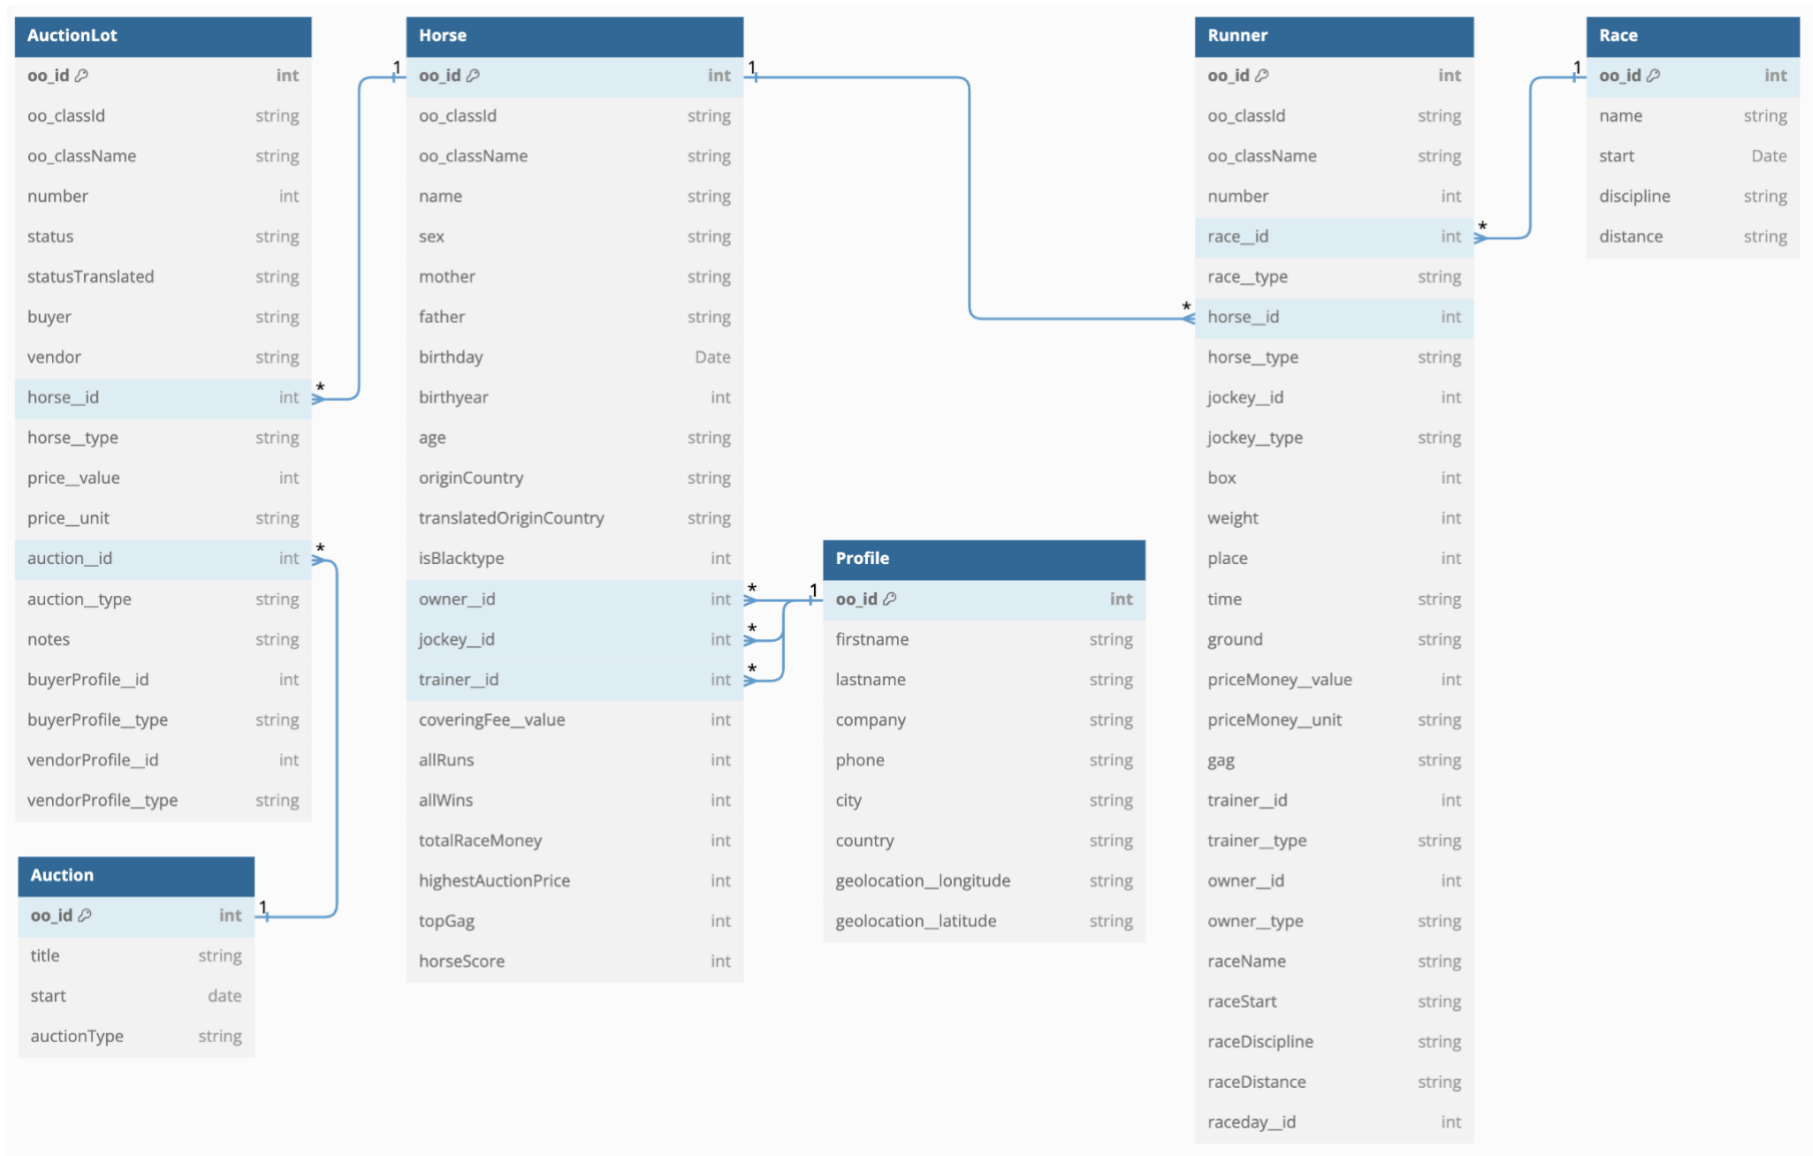 AuctionLot
oo_id int
oo_classId string
oo_className string
number int
status string
statusTranslated string
buyer string
vendor string
horse__id int
horse__type string
price__value int
price__unit string
auction__id int
auction__type string
notes string
buyerProfile__id int
buyerProfile__type string
vendorProfile__id int
vendorProfile__type string
*
*
Auction
oo_id int
title string
start date
auctionType string
1
1
Horse
oo_id int
oo_classId string
oo_className string
name string
sex string
mother string
father string
birthday Date
birthyear int
age string
originCountry string
translatedOriginCountry string
isBlacktype int
owner__id int
jockey__id int
trainer__id int
coveringFee__value int
allRuns int
allWins int
totalRaceMoney int
highestAuctionPrice int
topGag int
horseScore int
1
*
*
*
1
Profile
oo_id int
firstname string
lastname string
company string
phone string
city string
country string
geolocation__longitude string
geolocation__latitude string
*
Runner
oo_id int
oo_classId string
oo_className string
number int
race__id int
race__type string
horse__id int
horse__type string
jockey__id int
jockey__type string
box int
weight int
place int
time string
ground string
priceMoney__value int
priceMoney__unit string
gag int
trainer__id int
trainer__type string
owner__id int
owner__type string
raceName string
raceStart string
raceDiscipline string
raceDistance string
raceday__id int
*
1
Race
oo_id int
name string
start Date
discipline string
distance string